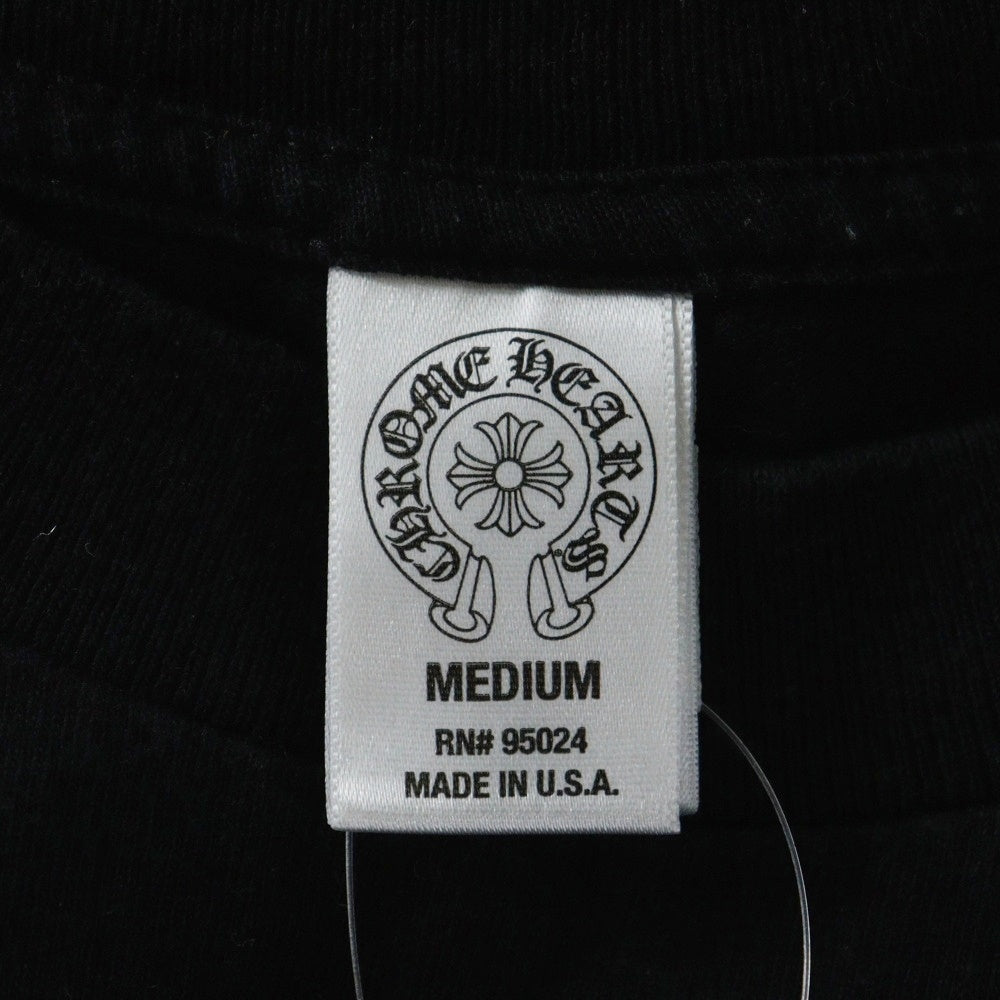 CHROME HEARTS
MEDIUM
RN# 95024
MADE IN U.S.A.